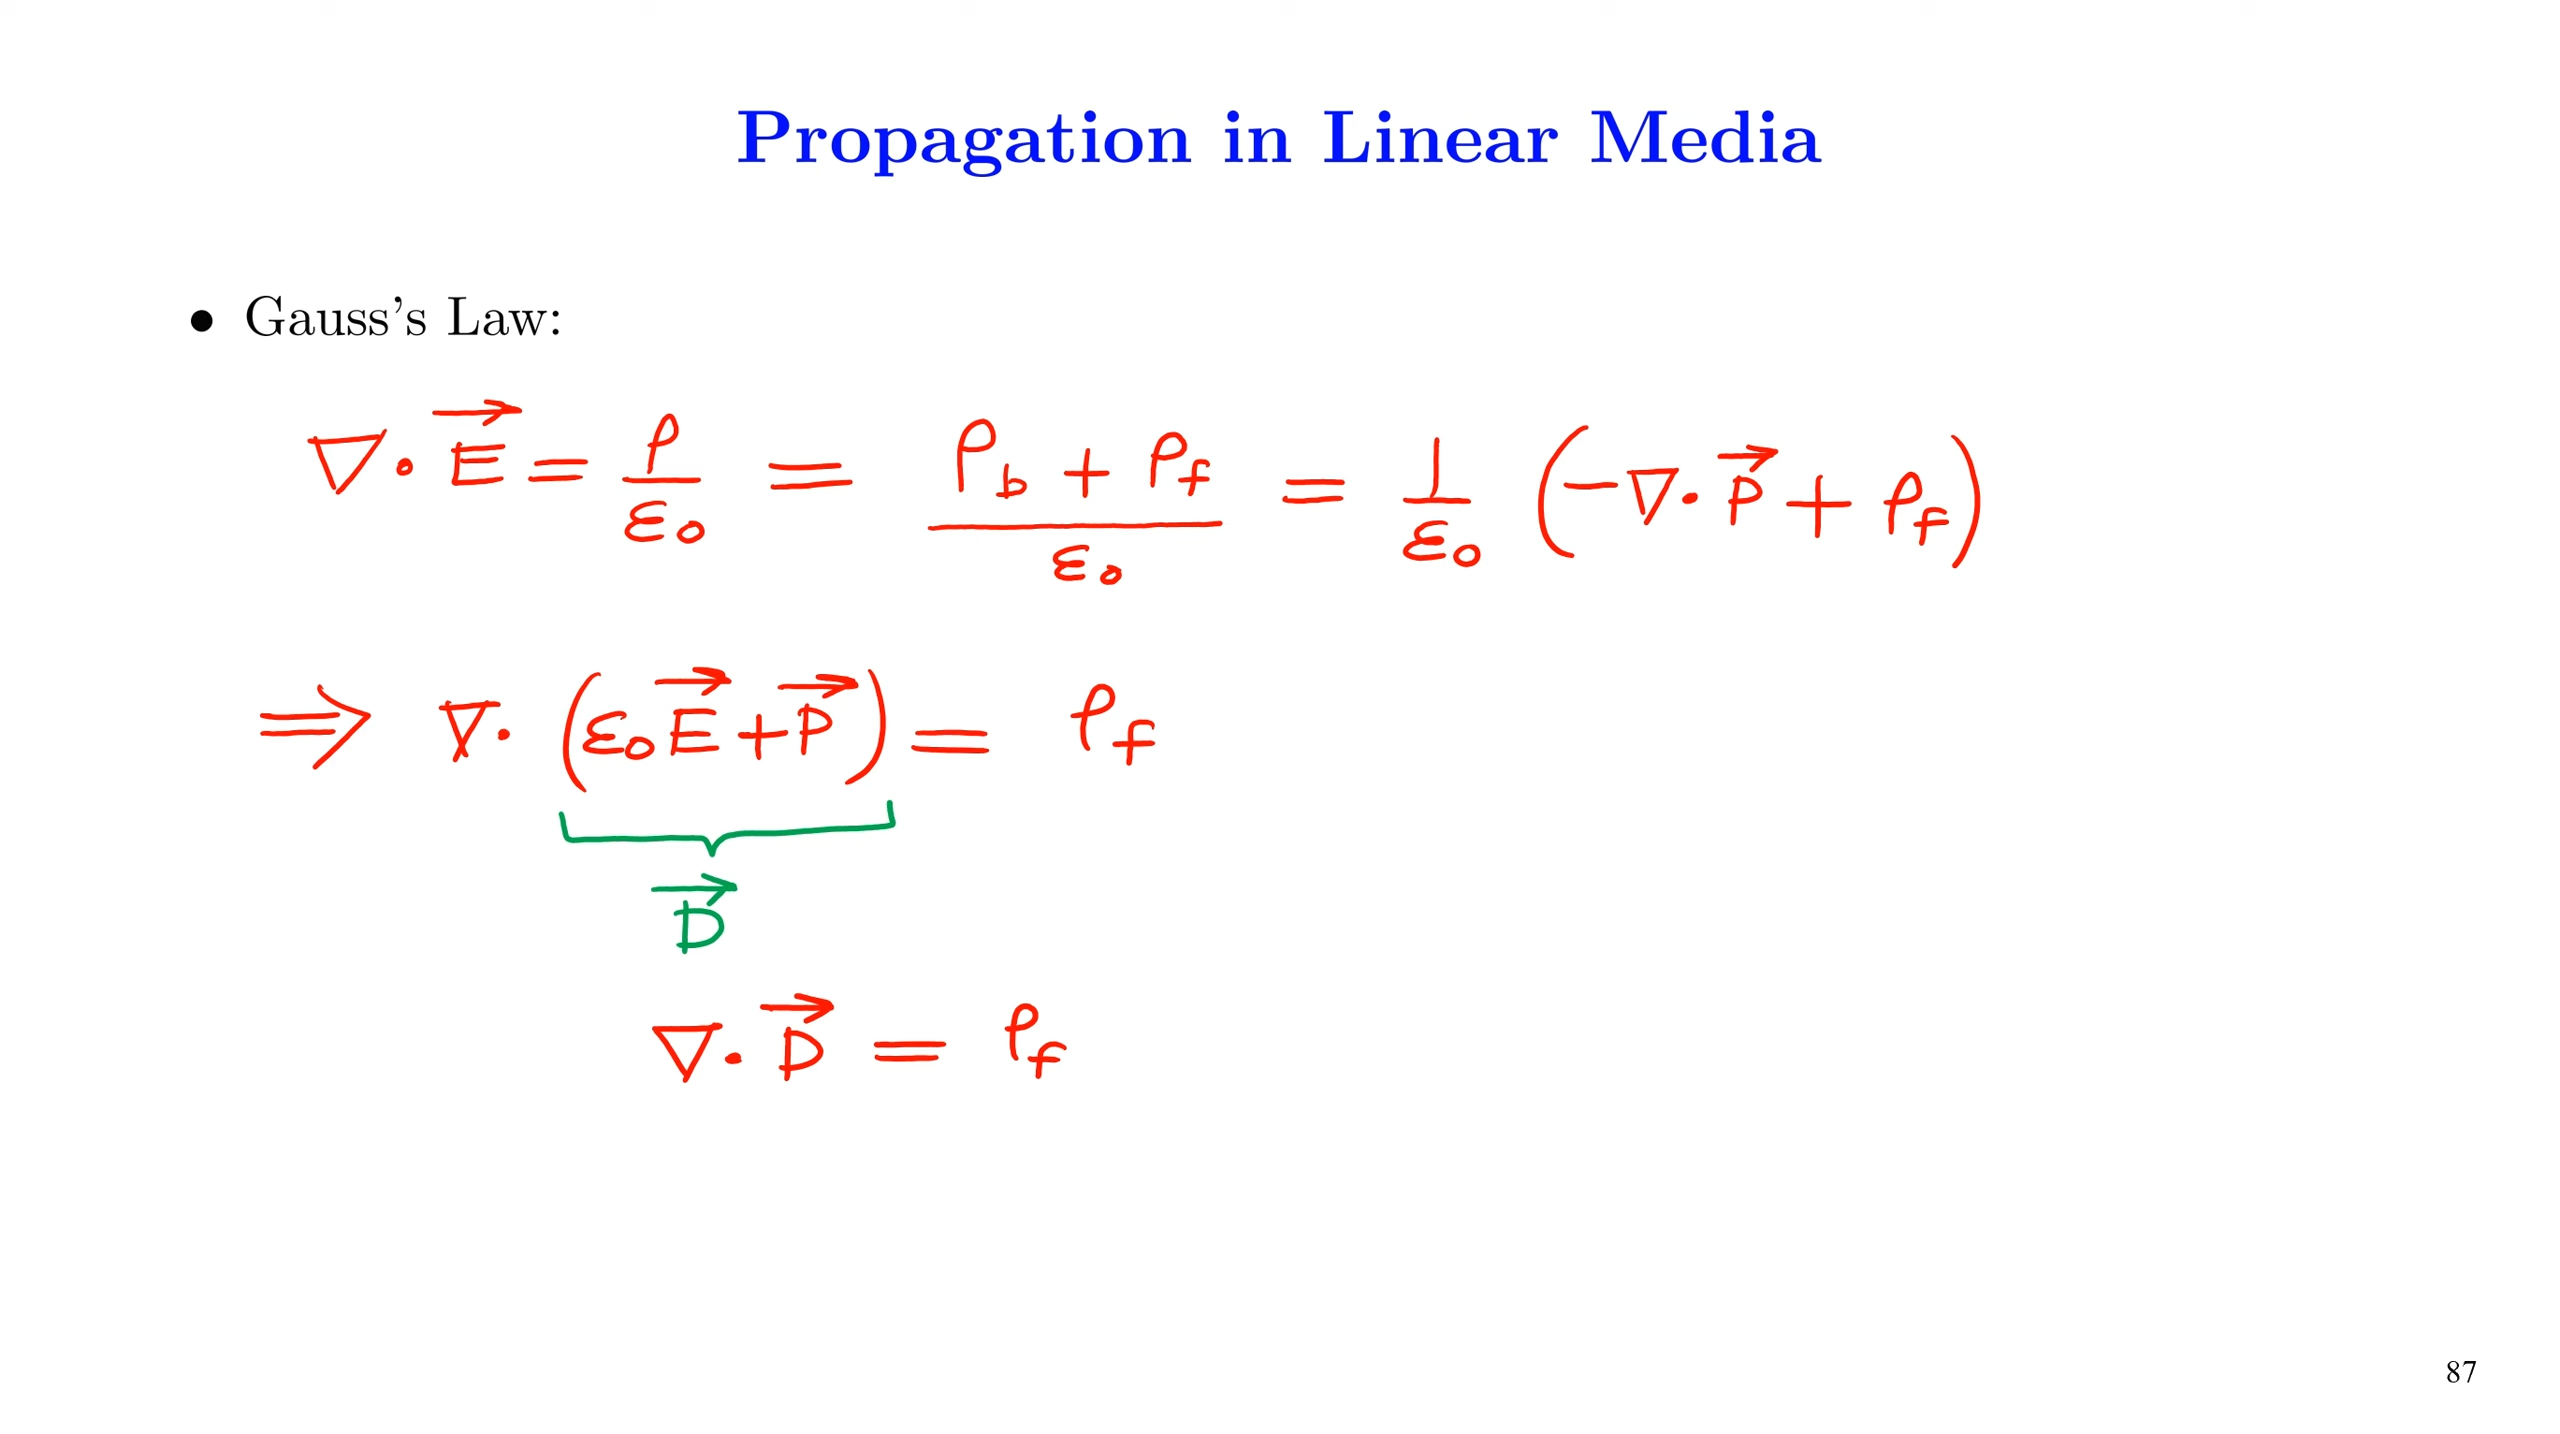 Propagation in Linear Media
• Gauss's Law:
∇·E⃗ = ρ/ε₀ = (ρ_b + ρ_f)/ε₀ = 1/ε₀ (−∇·P⃗ + ρ_f)
⇒ ∇·(ε₀E⃗ + P⃗) = ρ_f
D⃗
∇·D⃗ = ρ_f
87